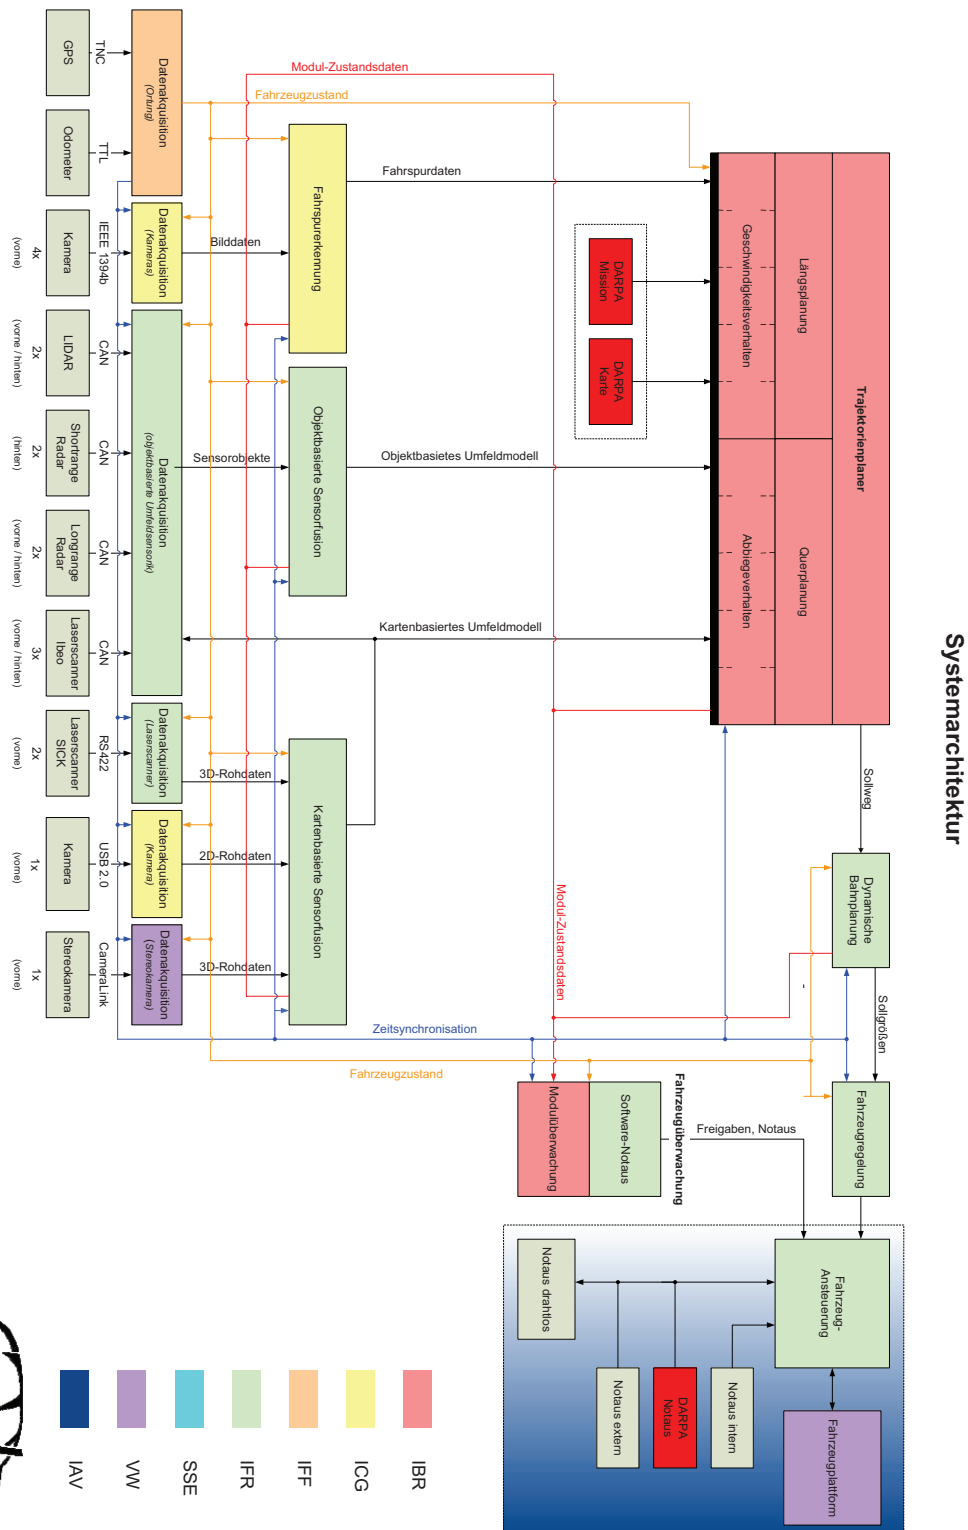 Systemarchitektur
GPS
TNC
Odometer
TTL
Kamera
4x
(vorne)
IEEE 1394b
LIDAR
2x
(vorne / hinten)
CAN
Shortrange
Radar
2x
(hinten)
CAN
Longrange
Radar
2x
(vorne / hinten)
CAN
Laserscanner
Ibeo
3x
(vorne / hinten)
CAN
Laserscanner
SICK
2x
(vorne)
RS422
Kamera
1x
(vorne)
USB 2.0
Stereokamera
1x
(vorne)
CameraLink
Datenakquisition
(Ortung)
Datenakquisition
(Kameras)
Datenakquisition
(objektbasierte Umfeldsensorik)
Datenakquisition
(Laserscanner)
Datenakquisition
(Kamera)
Datenakquisition
(Stereokamera)
Modul-Zustandsdaten
Fahrzeugzustand
Bilddaten
Sensorobjekte
3D-Rohdaten
2D-Rohdaten
3D-Rohdaten
Fahrspurerkennung
Objektbasierte Sensorfusion
Kartenbasierte Sensorfusion
Fahrspurdaten
DARPA
Mission
DARPA
Karte
Objektbasietes Umfeldmodell
Kartenbasiertes Umfeldmodell
Zeitsynchronisation
Fahrzeugzustand
Modul-Zustandsdaten
Trajektorienplaner
Längsplanung
Querplanung
Geschwindigkeitsverhalten
Abbiegeverhalten
Sollweg
Dynamische
Bahnplanung
-
Sollgrößen
Fahrzeugregelung
Fahrzeugüberwachung
Software-Notaus
Modulüberwachung
Freigaben, Notaus
Fahrzeug-
Ansteuerung
Fahrzeugplattform
Notaus drahtlos
Notaus intern
DARPA
Notaus
Notaus extern
IBR
ICG
IFF
IFR
SSE
VW
IAV